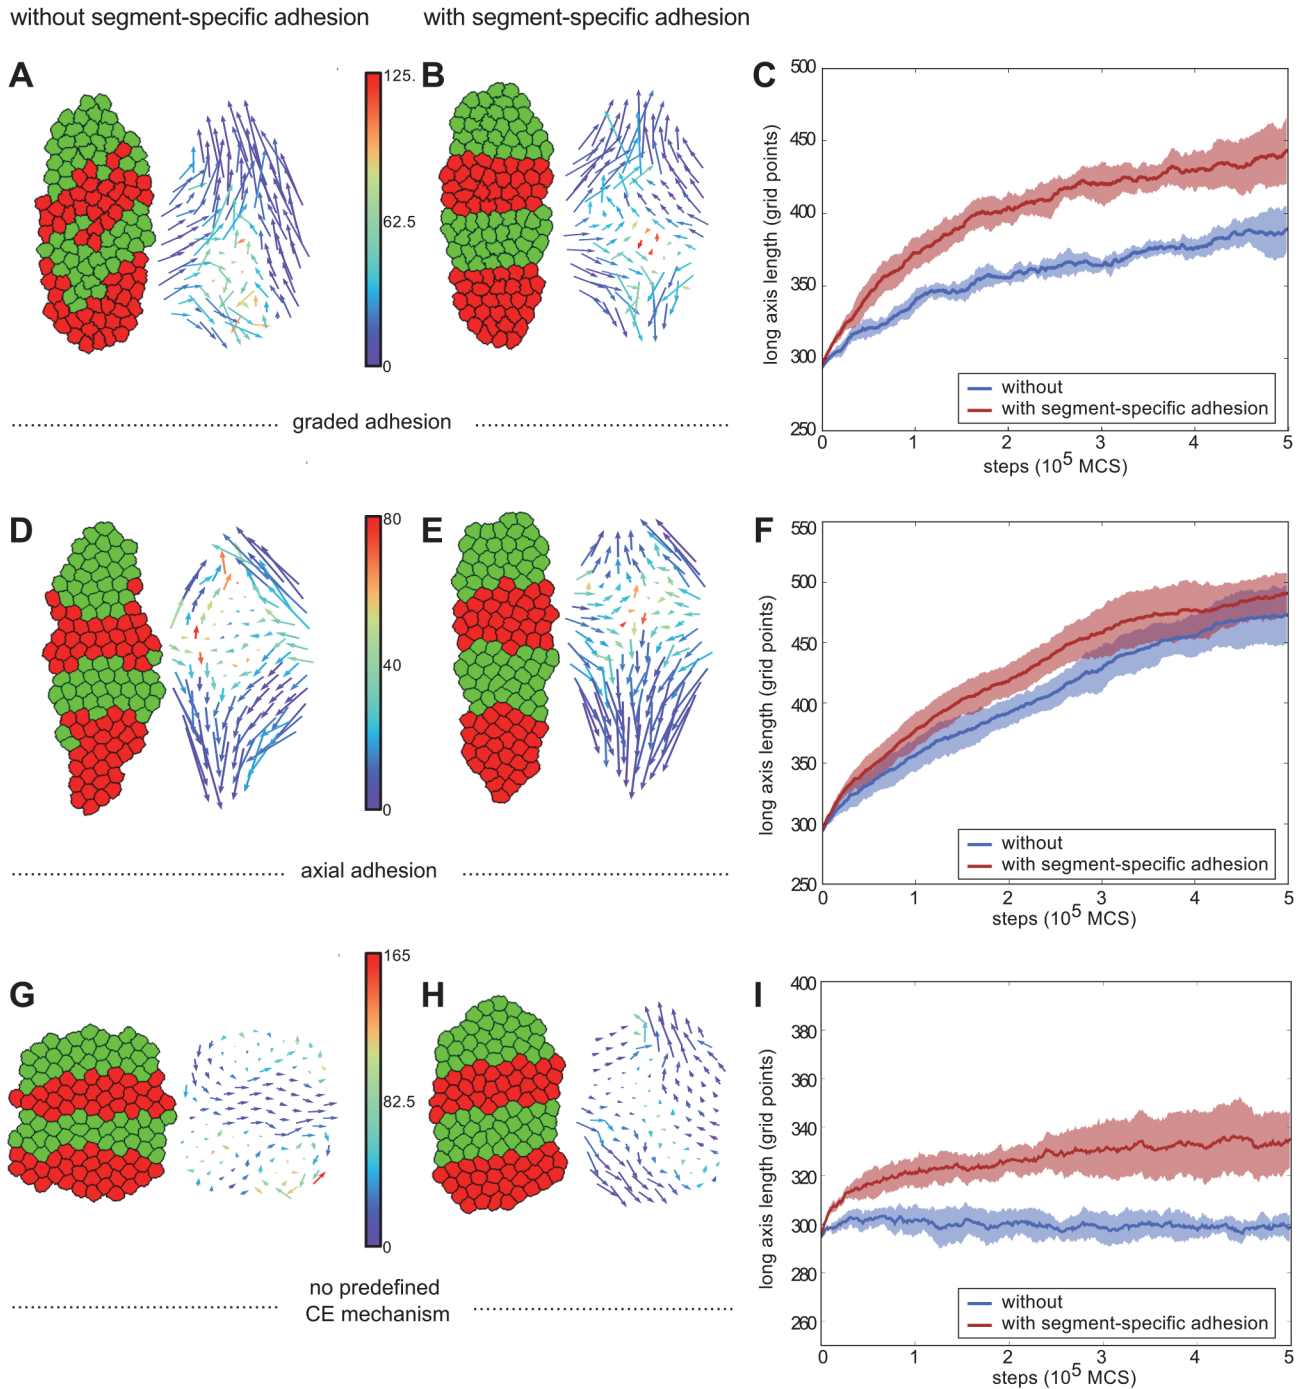 without segment-specific adhesion
with segment-specific adhesion
A
125.
62.5
0
B
C
500
450
400
350
300
250
long axis length (grid points)
without
with segment-specific adhesion
0 1 2 3 4 5
steps (10^5 MCS)
graded adhesion
D
80
40
0
E
F
550
500
450
400
350
300
250
long axis length (grid points)
without
with segment-specific adhesion
0 1 2 3 4 5
steps (10^5 MCS)
axial adhesion
G
165
82.5
0
H
I
400
380
360
340
320
300
280
260
long axis length (grid points)
without
with segment-specific adhesion
0 1 2 3 4 5
steps (10^5 MCS)
no predefined
CE mechanism